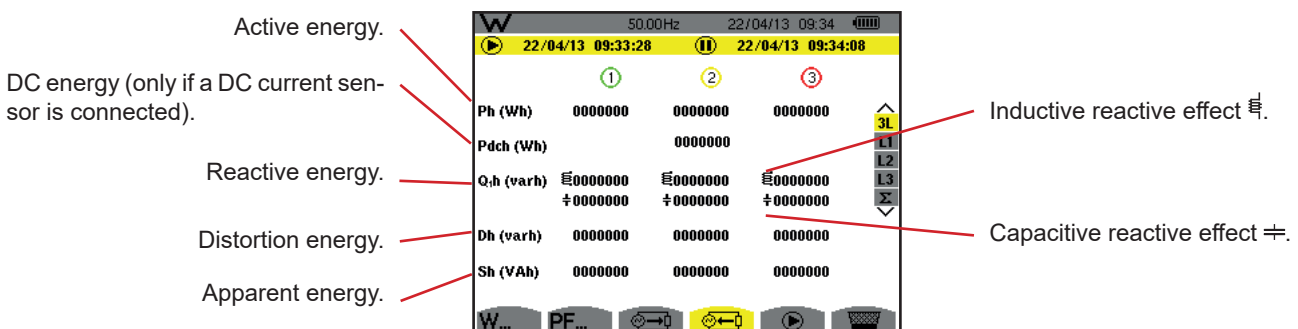 Active energy.
DC energy (only if a DC current sen-
sor is connected).
Reactive energy.
Distortion energy.
Apparent energy.
W 50.00Hz 22/04/13 09:34
22/04/13 09:33:28 22/04/13 09:34:08
1 2 3
Ph (Wh) 0000000 0000000 0000000
Pdch (Wh) 0000000
Q₁h (varh) 0000000 0000000 0000000
0000000 0000000 0000000
Dh (varh) 0000000 0000000 0000000
Sh (VAh) 0000000 0000000 0000000
3L
L1
L2
L3
Σ
W... PF...
Inductive reactive effect .
Capacitive reactive effect .